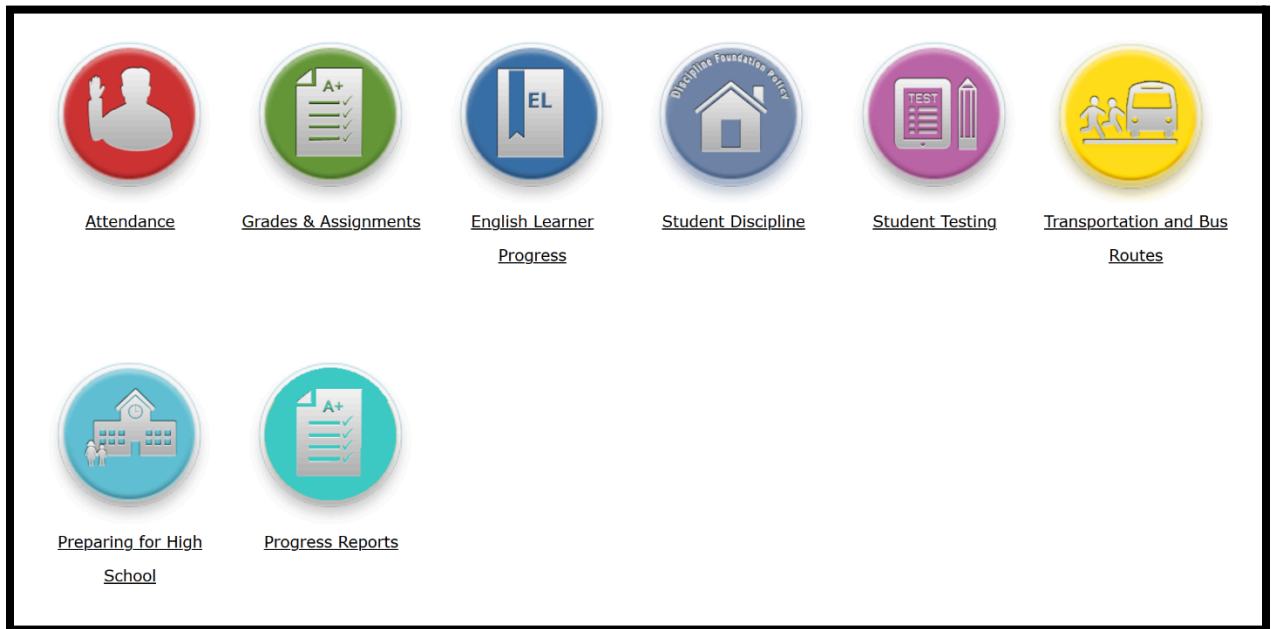 A+
EL
Discipline Foundation Policy
TEST
Attendance
Grades & Assignments
English Learner
Progress
Student Discipline
Student Testing
Transportation and Bus
Routes
A+
Preparing for High
School
Progress Reports